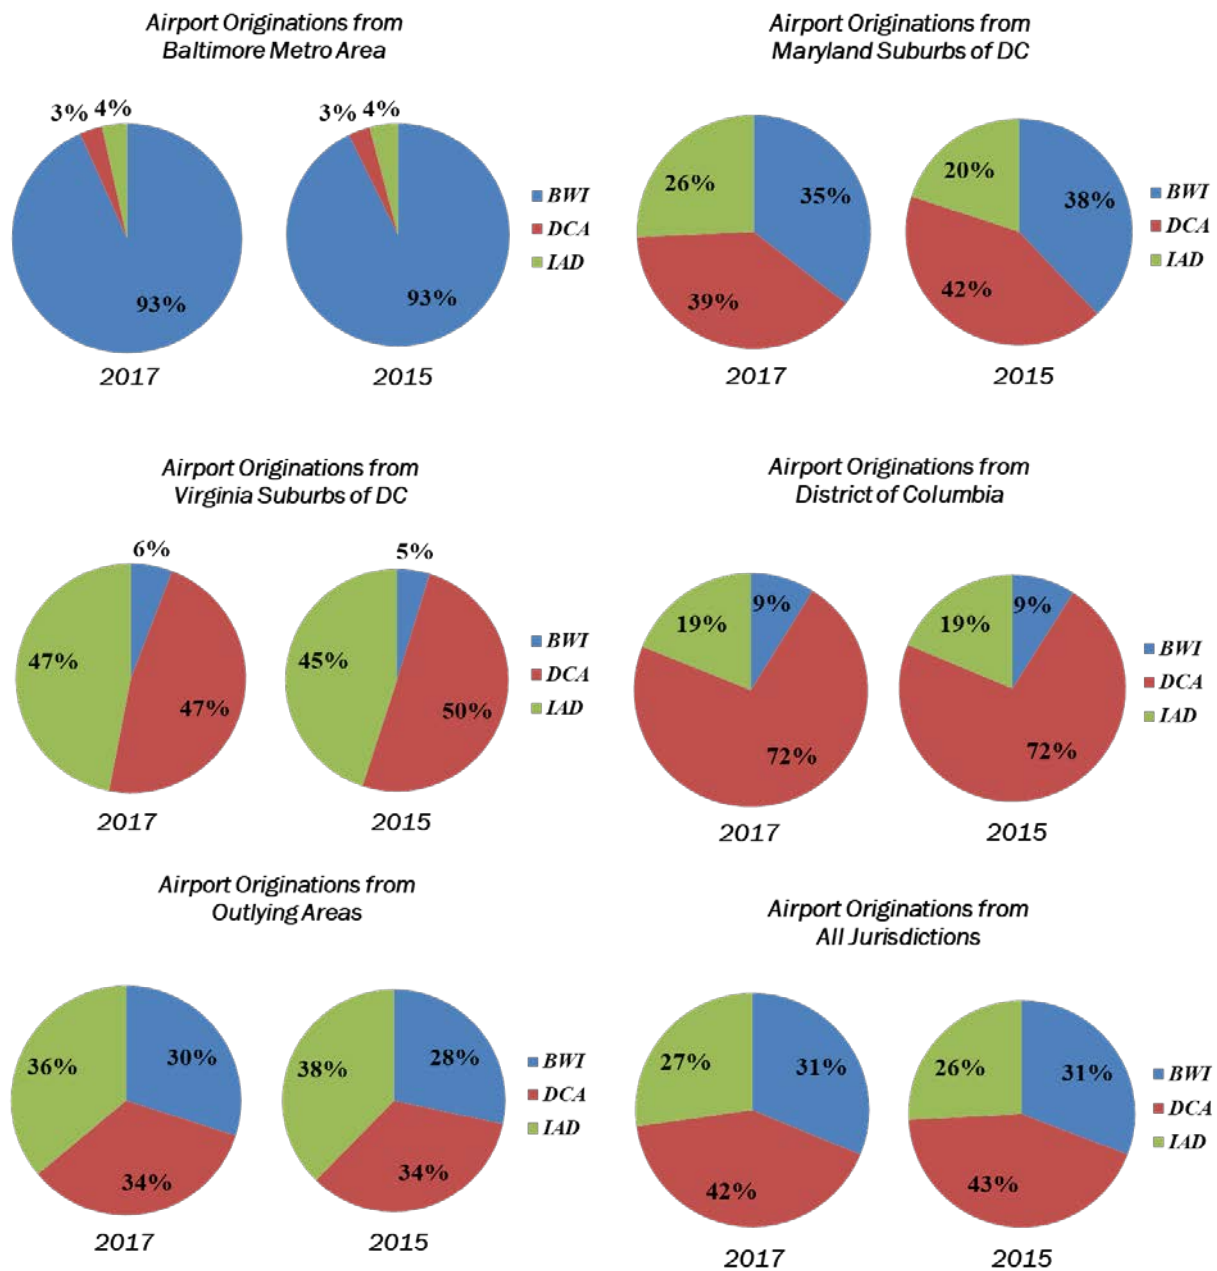 Airport Originations from
Baltimore Metro Area
3%
4%
93%
2017
3%
4%
93%
2015
BWI
DCA
IAD
Airport Originations from
Maryland Suburbs of DC
26%
35%
39%
2017
20%
38%
42%
2015
BWI
DCA
IAD
Airport Originations from
Virginia Suburbs of DC
6%
47%
47%
2017
5%
45%
50%
2015
BWI
DCA
IAD
Airport Originations from
District of Columbia
9%
19%
72%
2017
9%
19%
72%
2015
BWI
DCA
IAD
Airport Originations from
Outlying Areas
36%
30%
34%
2017
38%
28%
34%
2015
BWI
DCA
IAD
Airport Originations from
All Jurisdictions
27%
31%
42%
2017
26%
31%
43%
2015
BWI
DCA
IAD